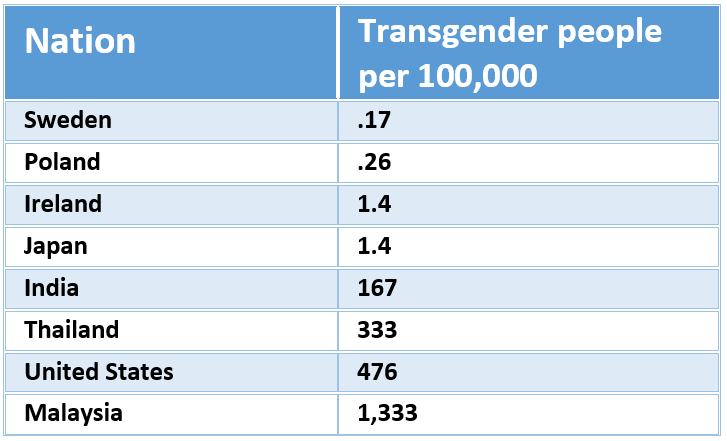 Nation
Transgender people
per 100,000
Sweden .17
Poland .26
Ireland 1.4
Japan 1.4
India 167
Thailand 333
United States 476
Malaysia 1,333